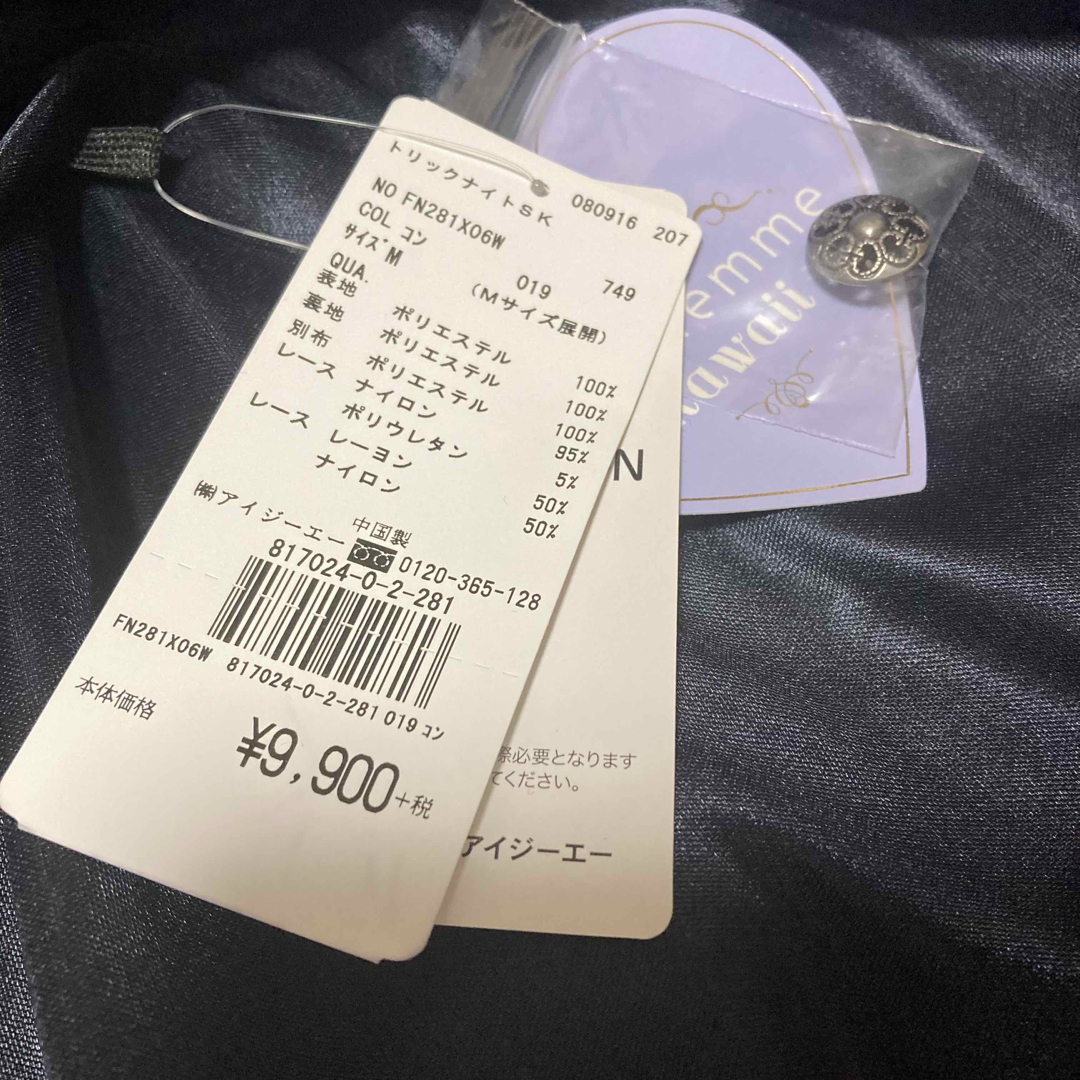 トリックナイトSK 080916 207
NO FN281X06W
COL コン 019 749
サイズ M (Mサイズ展開)
QUA.
表地 ポリエステル 100%
裏地 ポリエステル 100%
別布 ポリエステル 100%
レース ナイロン 95%
ポリウレタン 5%
レース レーヨン 50%
ナイロン 50%
中国製
㈱アイジーエー 0120-365-128
817024-0-2-281
FN281X06W 817024-0-2-281 019 コン
本体価格
¥9,900+税
N
際必要となります
てください。
アイジーエー
emme
kawaii